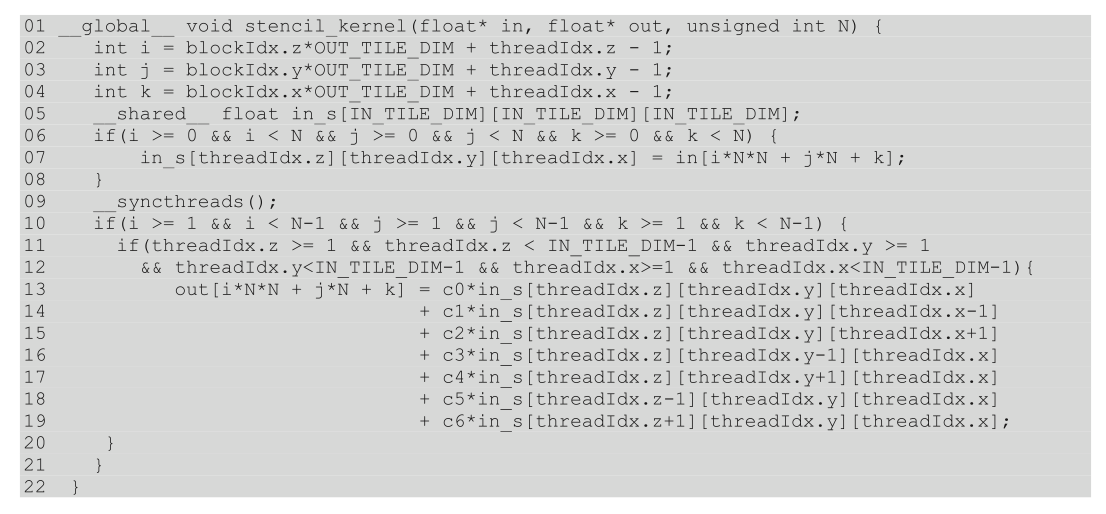 01 __global__ void stencil_kernel(float* in, float* out, unsigned int N) {
02 int i = blockIdx.z*OUT_TILE_DIM + threadIdx.z - 1;
03 int j = blockIdx.y*OUT_TILE_DIM + threadIdx.y - 1;
04 int k = blockIdx.x*OUT_TILE_DIM + threadIdx.x - 1;
05 __shared__ float in_s[IN_TILE_DIM][IN_TILE_DIM][IN_TILE_DIM];
06 if(i >= 0 && i < N && j >= 0 && j < N && k >= 0 && k < N) {
07 in_s[threadIdx.z][threadIdx.y][threadIdx.x] = in[i*N*N + j*N + k];
08 }
09 __syncthreads();
10 if(i >= 1 && i < N-1 && j >= 1 && j < N-1 && k >= 1 && k < N-1) {
11 if(threadIdx.z >= 1 && threadIdx.z < IN_TILE_DIM-1 && threadIdx.y >= 1
12 && threadIdx.y<IN_TILE_DIM-1 && threadIdx.x>=1 && threadIdx.x<IN_TILE_DIM-1){
13 out[i*N*N + j*N + k] = c0*in_s[threadIdx.z][threadIdx.y][threadIdx.x]
14 + c1*in_s[threadIdx.z][threadIdx.y][threadIdx.x-1]
15 + c2*in_s[threadIdx.z][threadIdx.y][threadIdx.x+1]
16 + c3*in_s[threadIdx.z][threadIdx.y-1][threadIdx.x]
17 + c4*in_s[threadIdx.z][threadIdx.y+1][threadIdx.x]
18 + c5*in_s[threadIdx.z-1][threadIdx.y][threadIdx.x]
19 + c6*in_s[threadIdx.z+1][threadIdx.y][threadIdx.x];
20 }
21 }
22 }